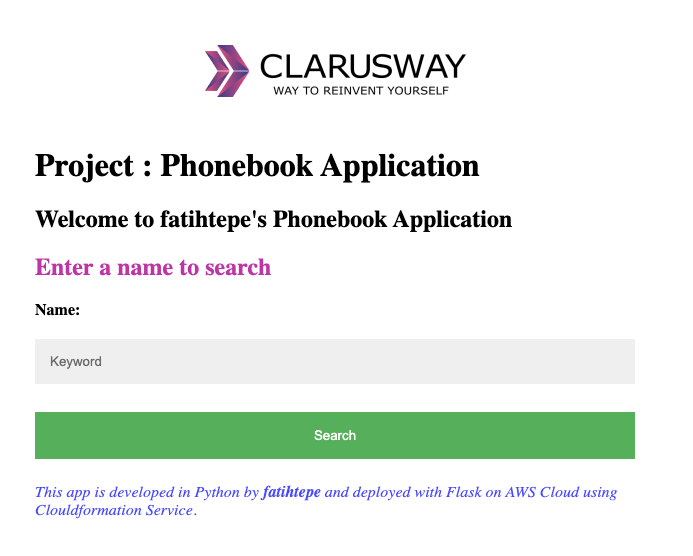 CLARUSWAY
WAY TO REINVENT YOURSELF
Project : Phonebook Application
Welcome to fatihtepe's Phonebook Application
Enter a name to search
Name:
Keyword
Search
This app is developed in Python by fatihtepe and deployed with Flask on AWS Cloud using
Clouldformation Service.